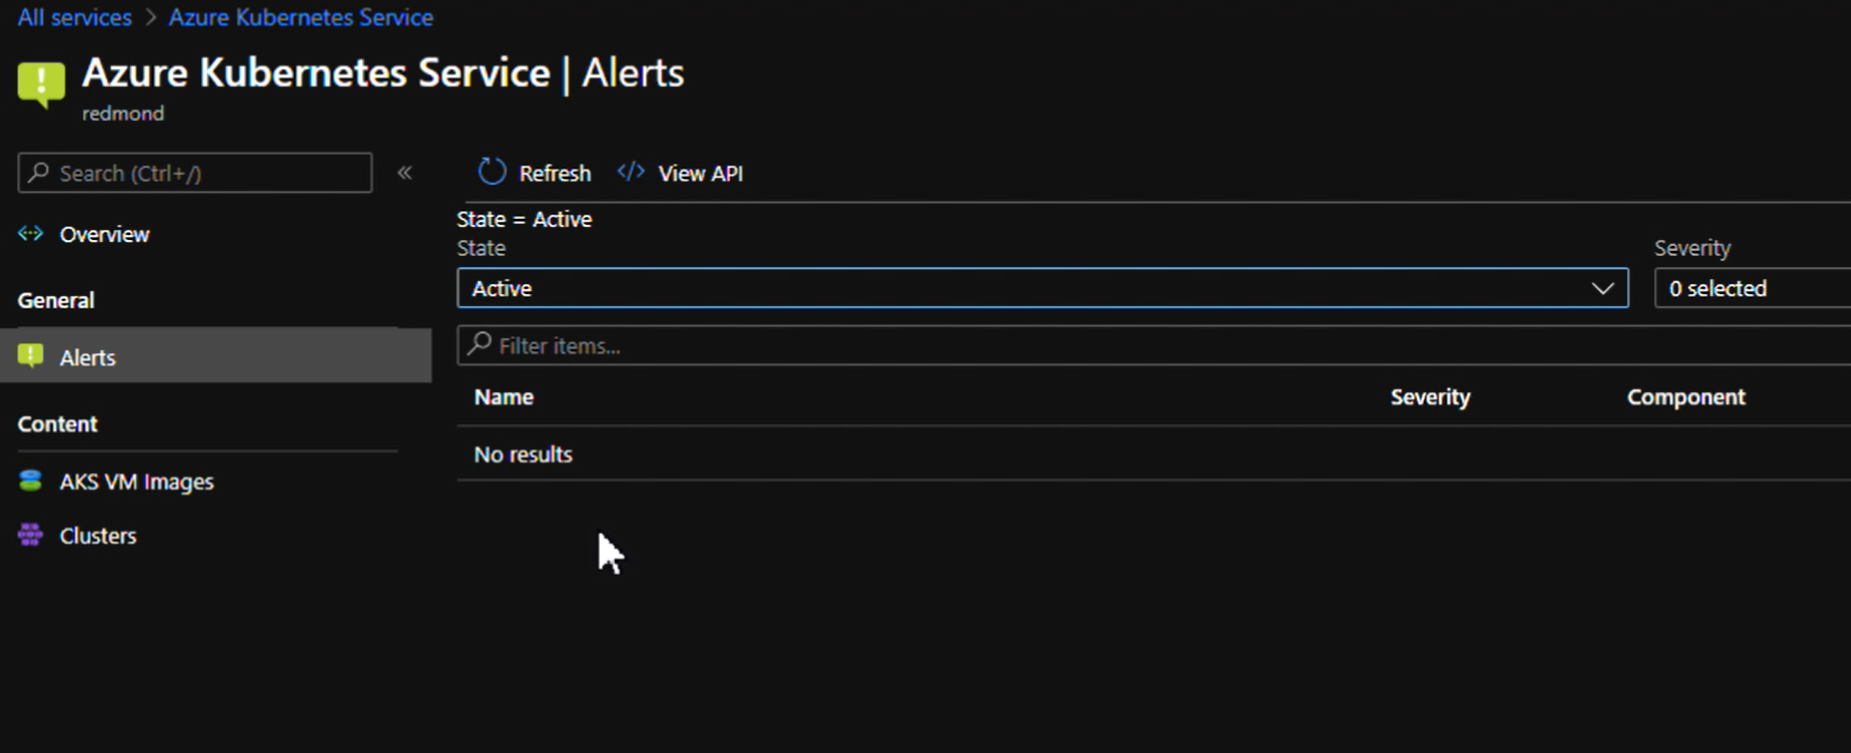 All services > Azure Kubernetes Service
Azure Kubernetes Service | Alerts
redmond
Search (Ctrl+/)
«
Refresh
</> View API
Overview
General
Alerts
Content
AKS VM Images
Clusters
State = Active
State
Severity
Active
0 selected
Filter items...
Name Severity Component
No results